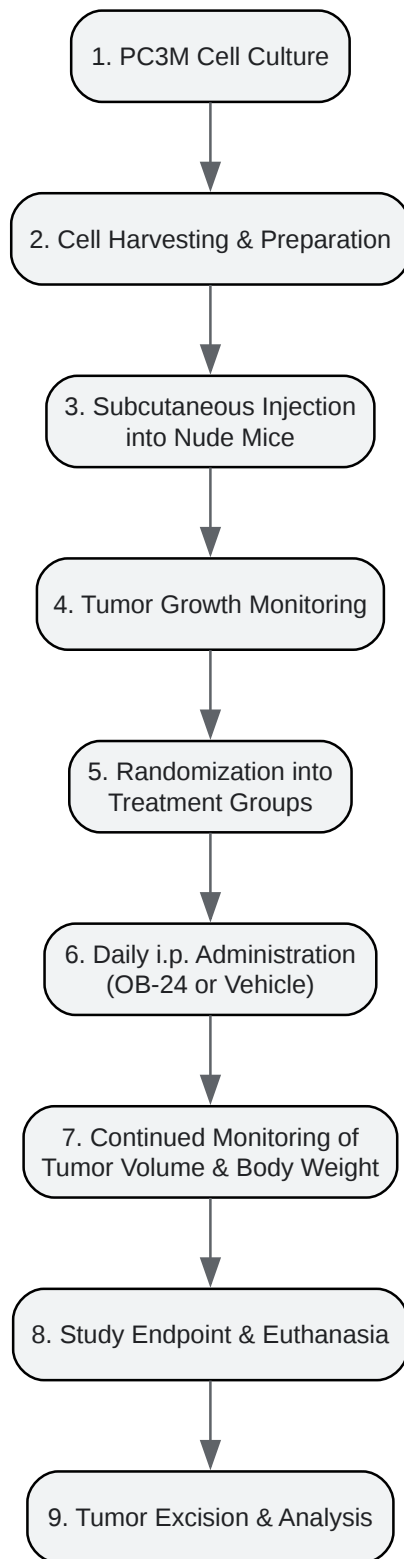 1. PC3M Cell Culture
2. Cell Harvesting & Preparation
3. Subcutaneous Injection
into Nude Mice
4. Tumor Growth Monitoring
5. Randomization into
Treatment Groups
6. Daily i.p. Administration
(OB-24 or Vehicle)
7. Continued Monitoring of
Tumor Volume & Body Weight
8. Study Endpoint & Euthanasia
9. Tumor Excision & Analysis